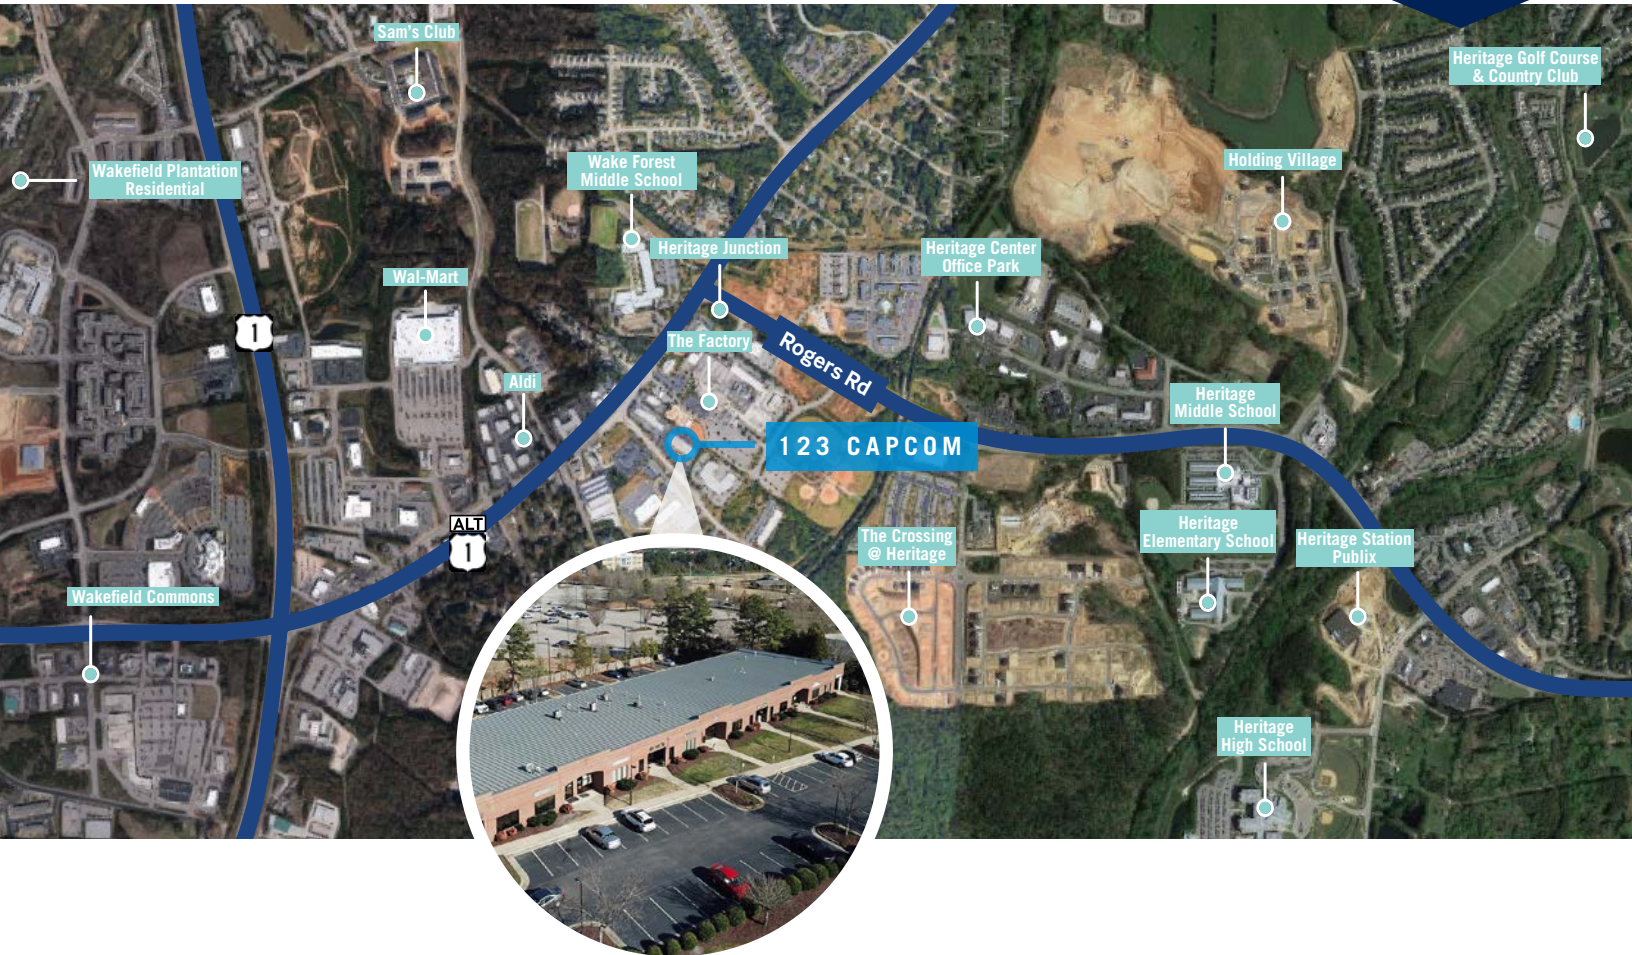 Sam's Club
Heritage Golf Course
& Country Club
Wakefield Plantation
Residential
Wake Forest
Middle School
Holding Village
Heritage Junction
Heritage Center
Office Park
Wal-Mart
1
The Factory
Rogers Rd
Aldi
Heritage
Middle School
123 CAPCOM
ALT
1
The Crossing
@ Heritage
Heritage
Elementary School
Heritage Station
Publix
Wakefield Commons
Heritage
High School